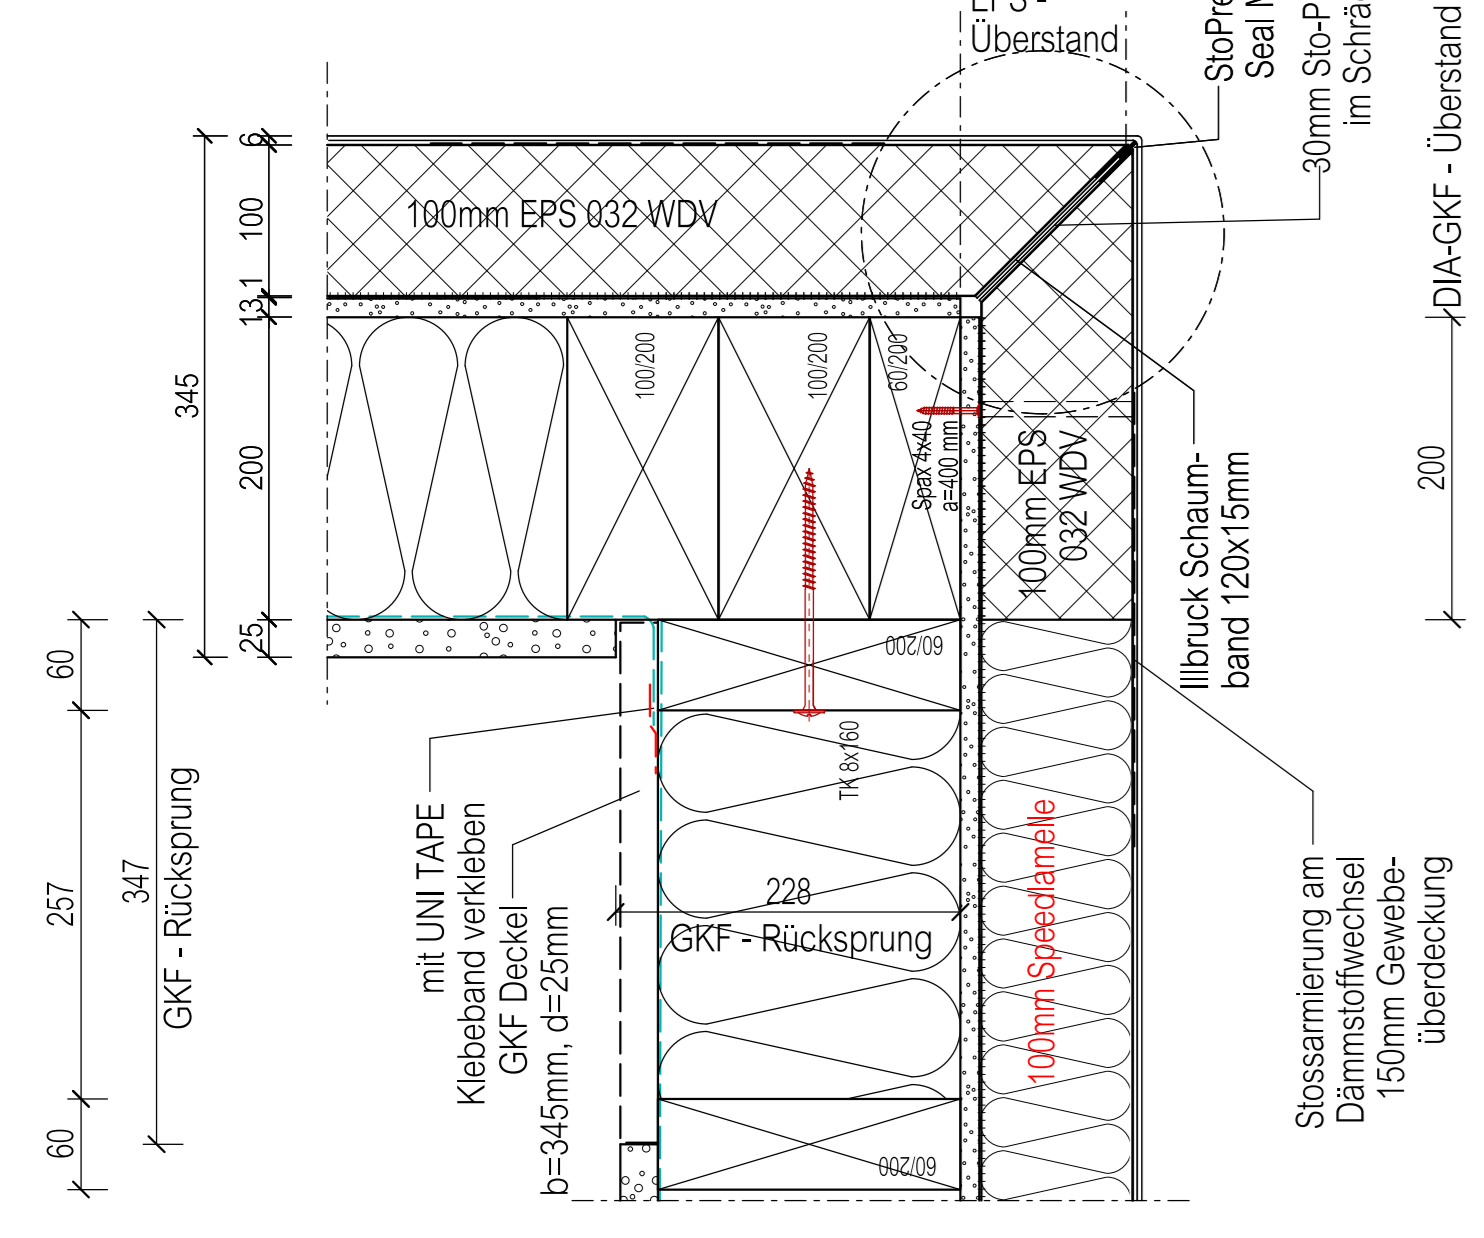 EPS -
Überstand
Seal M
30mm Sto-P
im Schräg
DIA-GKF - Überstand
345
6
100
1
13
200
25
100mm EPS 032 WDV
100/200
100/200
60/200
Spax 4x40
a=400 mm
100mm EPS
032 WDV
200
Illbruck Schaum-
band 120x15mm
60
257
60
347
GKF - Rücksprung
mit UNI TAPE
Klebeband verkleben
GKF Deckel
b=345mm, d=25mm
60/200
TK 8x160
228
GKF - Rücksprung
100mm Speedlamelle
60/200
Stossarmierung am
Dämmstoffwechsel
150mm Gewebe-
überdeckung